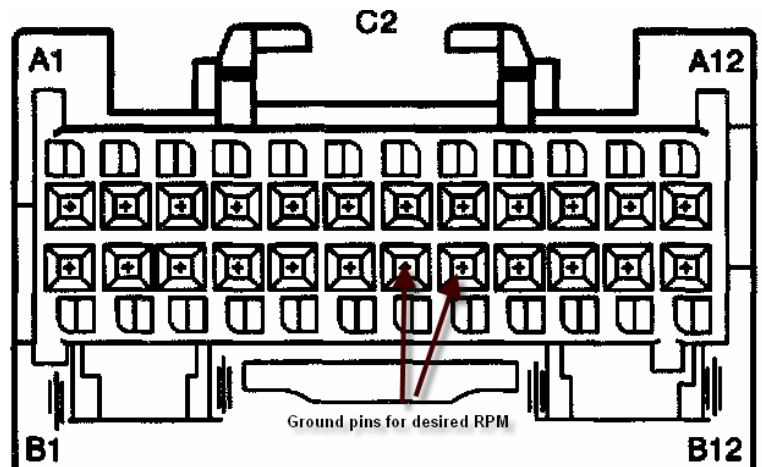 C2
A1
A12
Ground pins for desired RPM
B1
B12